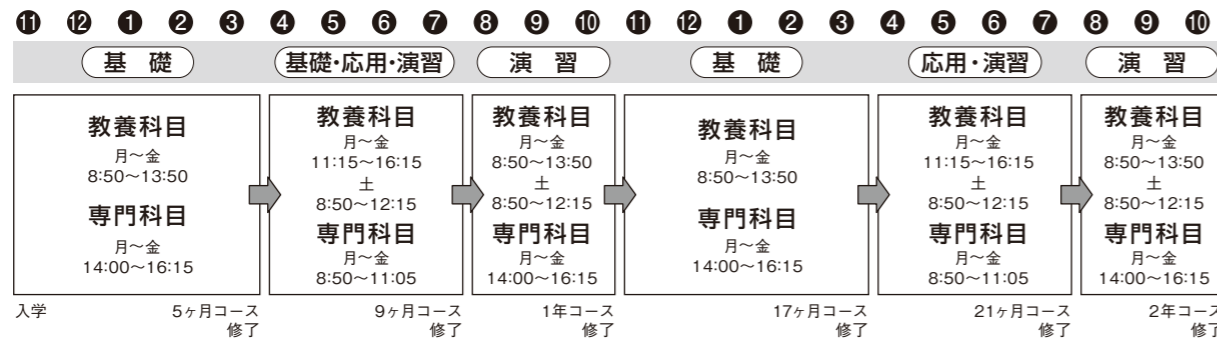 ⓫ ⓬ ❶ ❷ ❸ ❹ ❺ ❻ ❼ ❽ ❾ ❿ ⓫ ⓬ ❶ ❷ ❸ ❹ ❺ ❻ ❼ ❽ ❾ ❿
基 礎
基礎・応用・演習
演 習
基 礎
応用・演習
演 習
教養科目
月〜金
8:50〜13:50
専門科目
月〜金
14:00〜16:15
教養科目
月〜金
11:15〜16:15
土
8:50〜12:15
専門科目
月〜金
8:50〜11:05
教養科目
月〜金
8:50〜13:50
土
8:50〜12:15
専門科目
月〜金
14:00〜16:15
教養科目
月〜金
8:50〜13:50
専門科目
月〜金
14:00〜16:15
教養科目
月〜金
11:15〜16:15
土
8:50〜12:15
専門科目
月〜金
8:50〜11:05
教養科目
月〜金
8:50〜13:50
土
8:50〜12:15
専門科目
月〜金
14:00〜16:15
入学
5ヶ月コース
修了
9ヶ月コース
修了
1年コース
修了
17ヶ月コース
修了
21ヶ月コース
修了
2年コース
修了